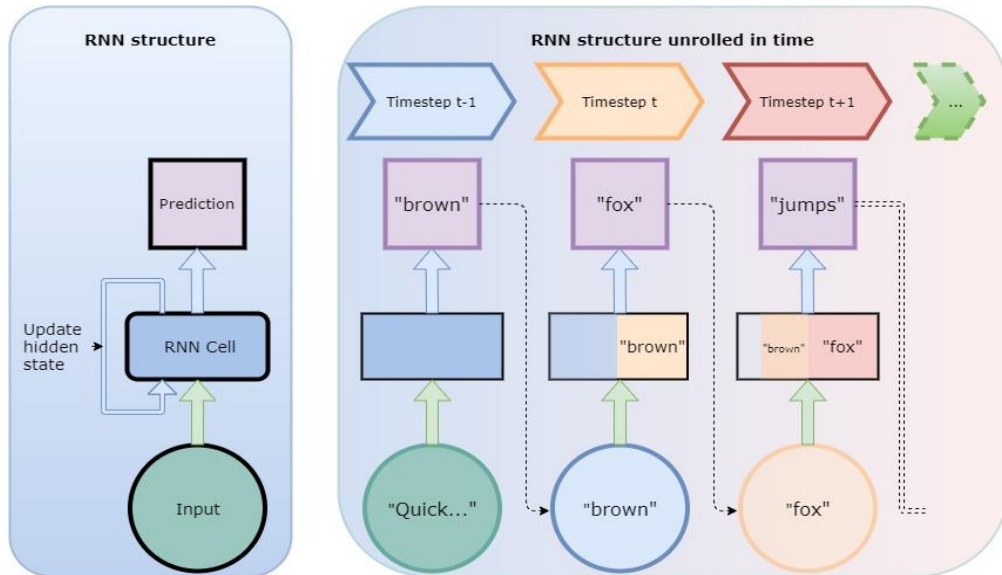 RNN structure
Prediction
Update
hidden
state
RNN Cell
Input
RNN structure unrolled in time
Timestep t-1
Timestep t
Timestep t+1
...
"brown"
"fox"
"jumps"
"brown"
"brown"
"fox"
"Quick..."
"brown"
"fox"